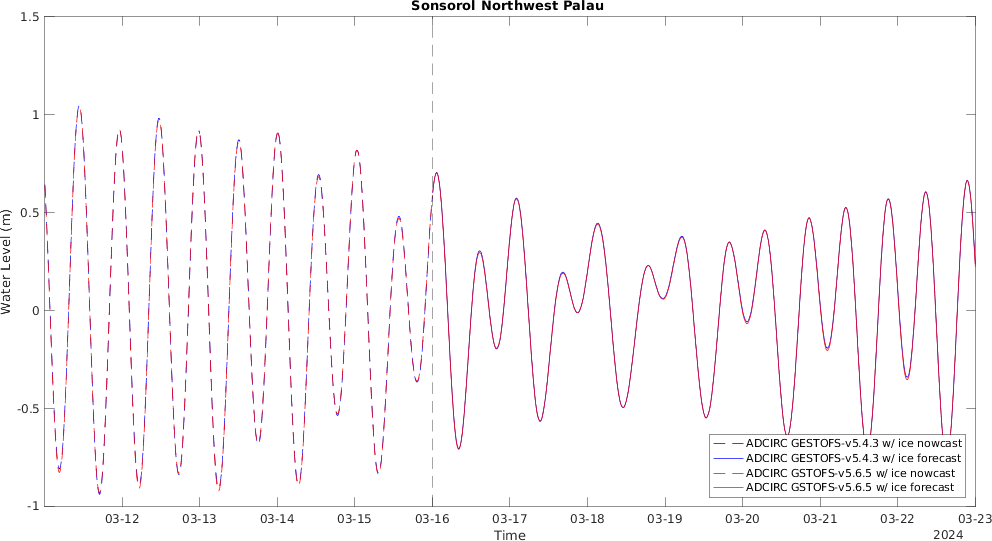 Sonsorol Northwest Palau
1.5
1
0.5
0
-0.5
-1
Water Level (m)
03-12
03-13
03-14
03-15
03-16
03-17
03-18
03-19
03-20
03-21
03-22
03-23
Time
2024
ADCIRC GESTOFS-v5.4.3 w/ ice nowcast
ADCIRC GESTOFS-v5.4.3 w/ ice forecast
ADCIRC GSTOFS-v5.6.5 w/ ice nowcast
ADCIRC GSTOFS-v5.6.5 w/ ice forecast